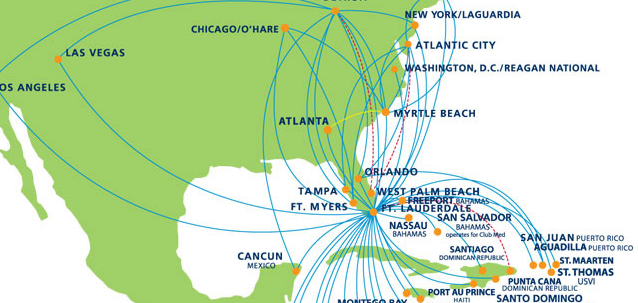 NEW YORK/LAGUARDIA
CHICAGO/O'HARE
ATLANTIC CITY
LAS VEGAS
WASHINGTON, D.C./REAGAN NATIONAL
OS ANGELES
MYRTLE BEACH
ATLANTA
ORLANDO
TAMPA
WEST PALM BEACH
FREEPORT BAHAMAS
FT. MYERS
FT. LAUDERDALE
SAN SALVADOR
BAHAMAS
operates for Club Med
NASSAU
BAHAMAS
SAN JUAN PUERTO RICO
AGUADILLA PUERTO RICO
SANTIAGO
DOMINICAN REPUBLIC
CANCUN
MEXICO
ST. MAARTEN
ST. THOMAS
USVI
PUNTA CANA
DOMINICAN REPUBLIC
PORT AU PRINCE
HAITI
SANTO DOMINGO
MONTEGO BAY